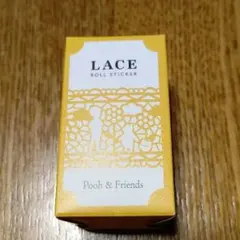 LACE
ROLL STICKER
Pooh & Friends